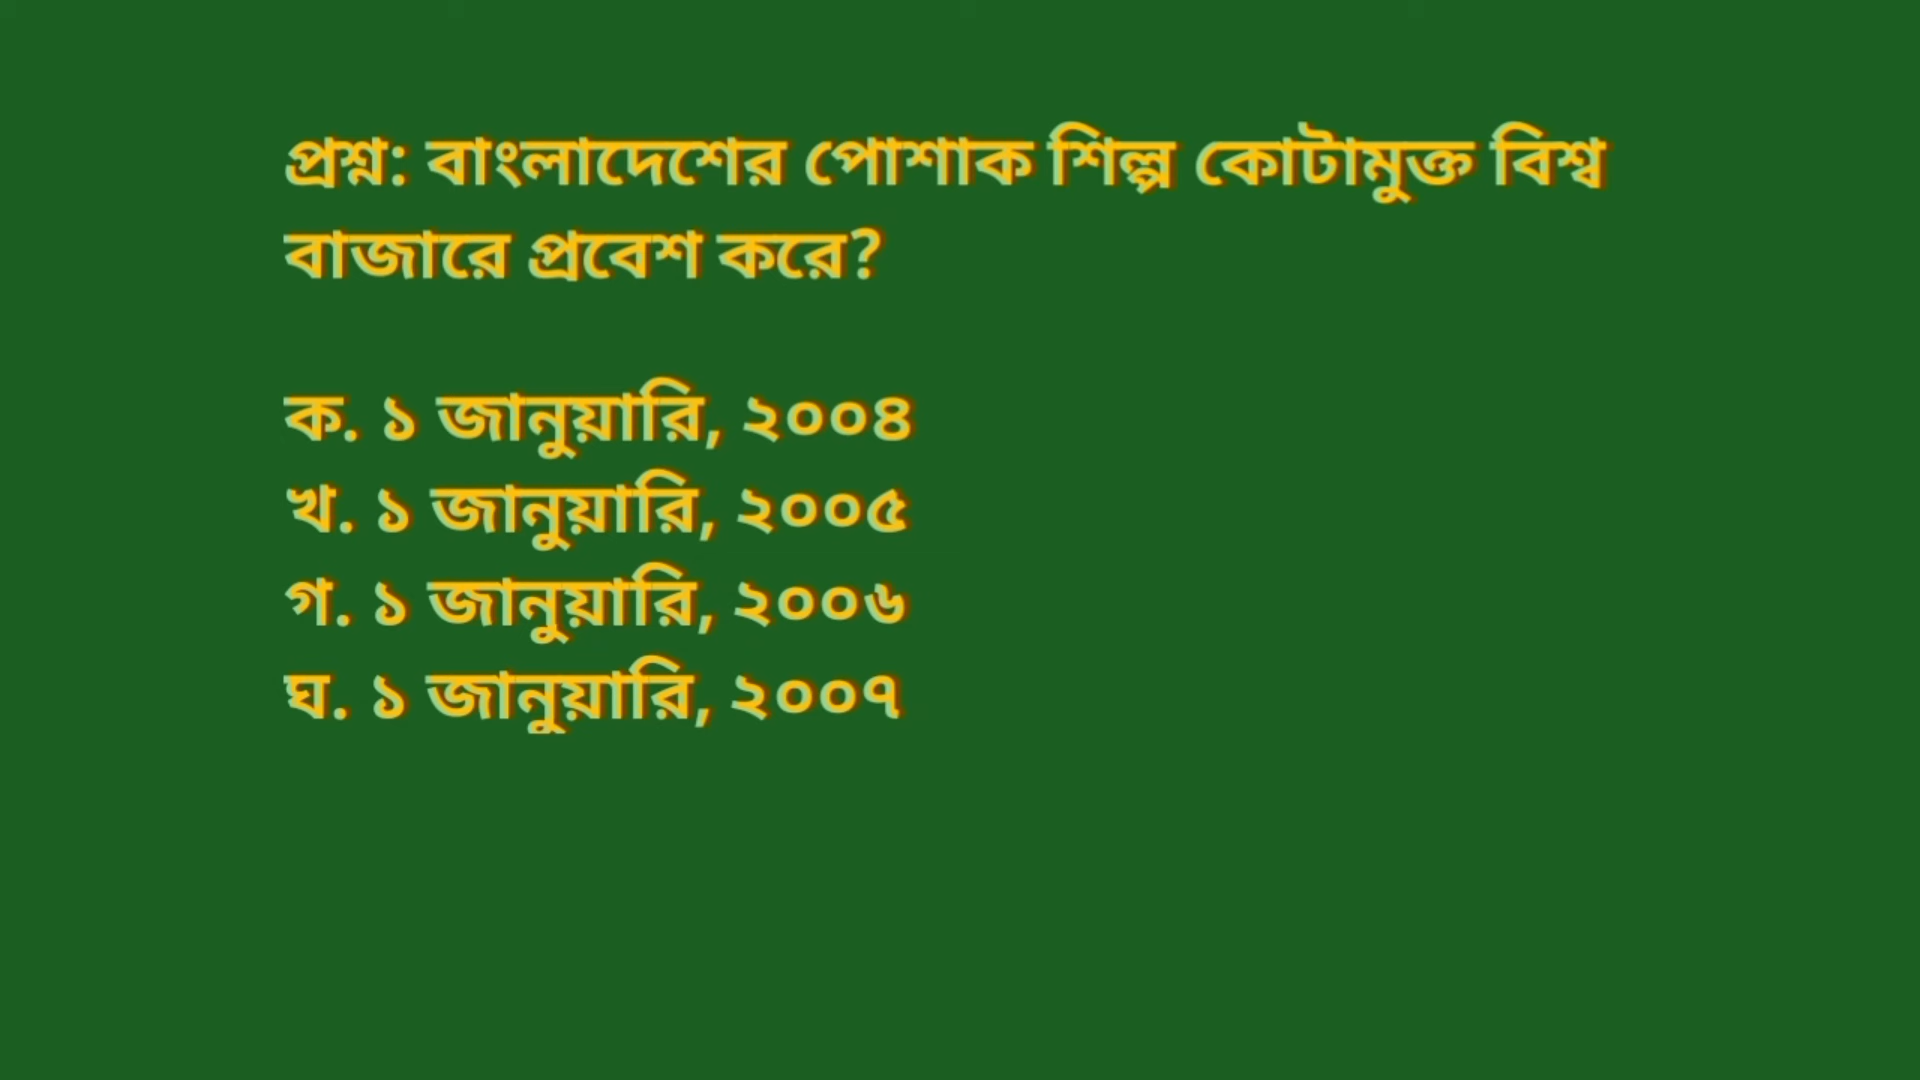 প্রশ্ন: বাংলাদেশের পোশাক শিল্প কোটামুক্ত বিশ্ব
বাজারে প্রবেশ করে?
ক. ১ জানুয়ারি, ২০০৪
খ. ১ জানুয়ারি, ২০০৫
গ. ১ জানুয়ারি, ২০০৬
ঘ. ১ জানুয়ারি, ২০০৭